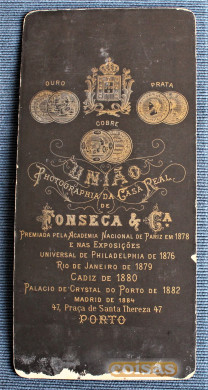 OURO
PRATA
COBRE
UNIÃO
PHOTOGRAPHIA DA CASA REAL
DE
FONSECA & Cª
PREMIADA PELA ACADEMIA NACIONAL DE PARIZ EM 1878
E NAS EXPOSIÇÕES
UNIVERSAL DE PHILADELPHIA DE 1876
RIO DE JANEIRO DE 1879
CADIZ DE 1880
PALACIO DE CRYSTAL DO PORTO DE 1882
MADRID DE 1884
47, PRAÇA DE SANTA THEREZA 47
PORTO
coisas